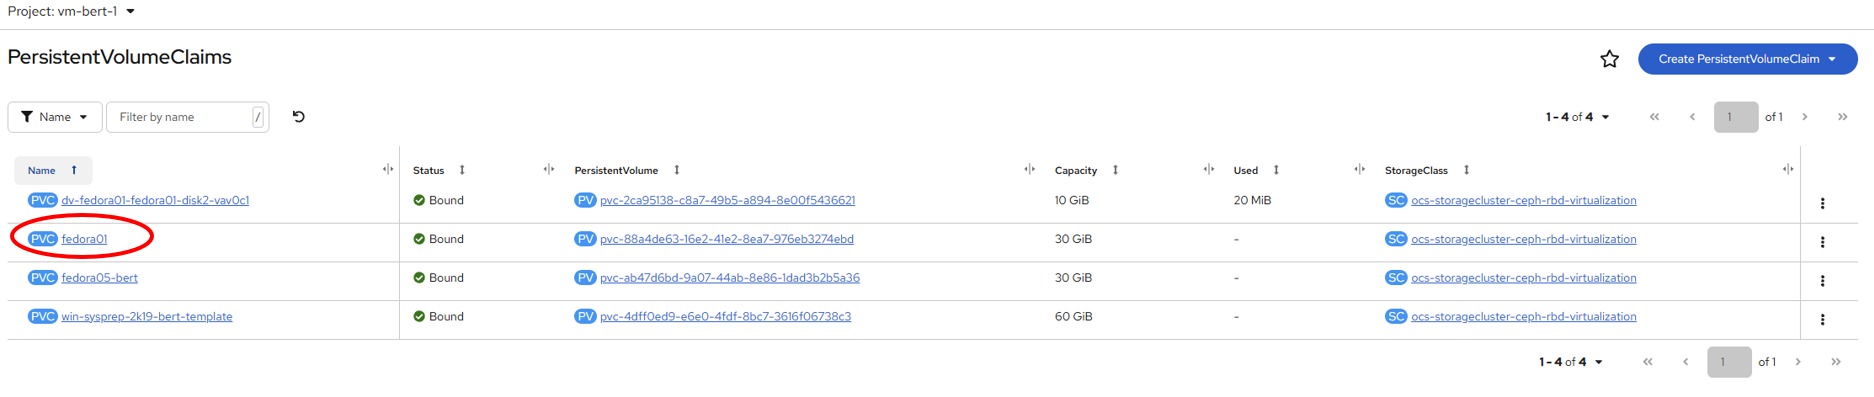 Project: vm-bert-1
PersistentVolumeClaims
Create PersistentVolumeClaim
Name Filter by name / 1 - 4 of 4 1 of 1
Name Status PersistentVolume Capacity Used StorageClass
PVC dv-fedora01-fedora01-disk2-vav0c1 Bound PV pvc-2ca95138-c8a7-49b5-a894-8e00f5436621 10 GiB 20 MiB SC ocs-storagecluster-ceph-rbd-virtualization
PVC fedora01 Bound PV pvc-88a4de63-16e2-41e2-8ea7-976eb3274ebd 30 GiB - SC ocs-storagecluster-ceph-rbd-virtualization
PVC fedora05-bert Bound PV pvc-ab47d6bd-9a07-44ab-8e86-1dad3b2b5a36 30 GiB - SC ocs-storagecluster-ceph-rbd-virtualization
PVC win-sysprep-2k19-bert-template Bound PV pvc-4dff0ed9-e6e0-4fdf-8bc7-3616f06738c3 60 GiB - SC ocs-storagecluster-ceph-rbd-virtualization
1 - 4 of 4 1 of 1